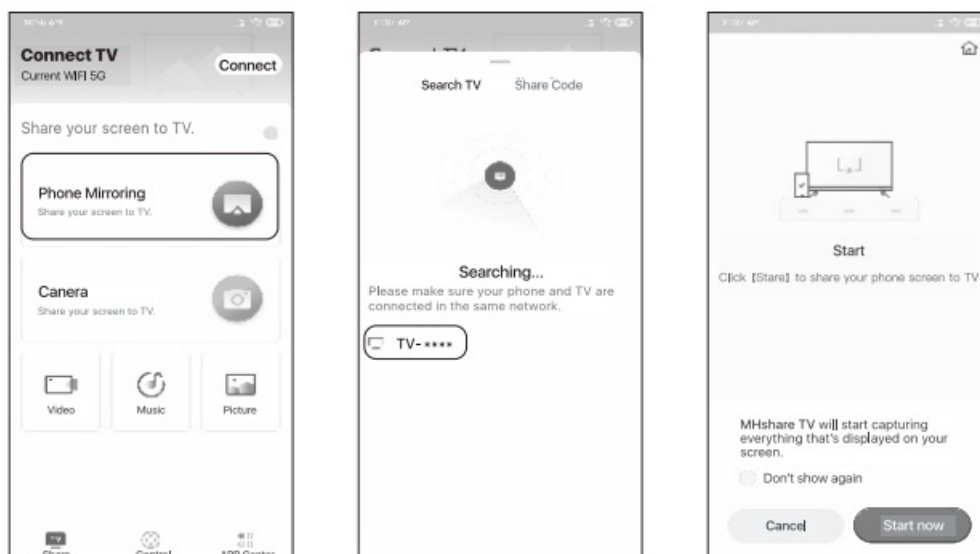 Connect TV
Current WIFI 5G
Connect
Share your screen to TV.
Phone Mirroring
Share your screen to TV.
Canera
Share your screen to TV.
Video
Music
Picture
Share
Control
APP Center
Search TV
Share Code
Searching...
Please make sure your phone and TV are
connected in the same network.
TV-****
Start
Click [Stare] to share your phone screen to TV
MHshare TV will start capturing
everything that's displayed on your
screen.
Don't show again
Cancel
Start now